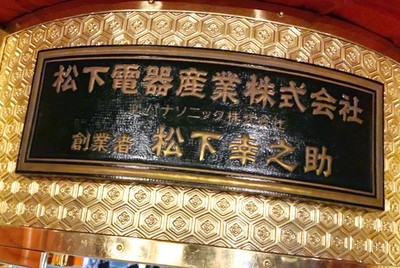 松下電器産業株式会社
現パナソニック株式会社
創業者 松下幸之助